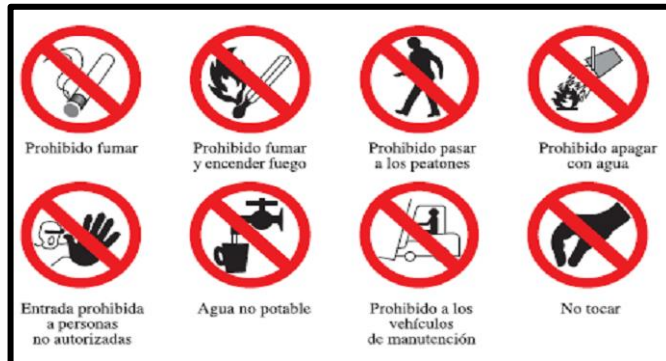 Prohibido fumar
Prohibido fumar
y encender fuego
Prohibido pasar
a los peatones
Prohibido apagar
con agua
Entrada prohibida
a personas
no autorizadas
Agua no potable
Prohibido a los
vehículos
de manutención
No tocar